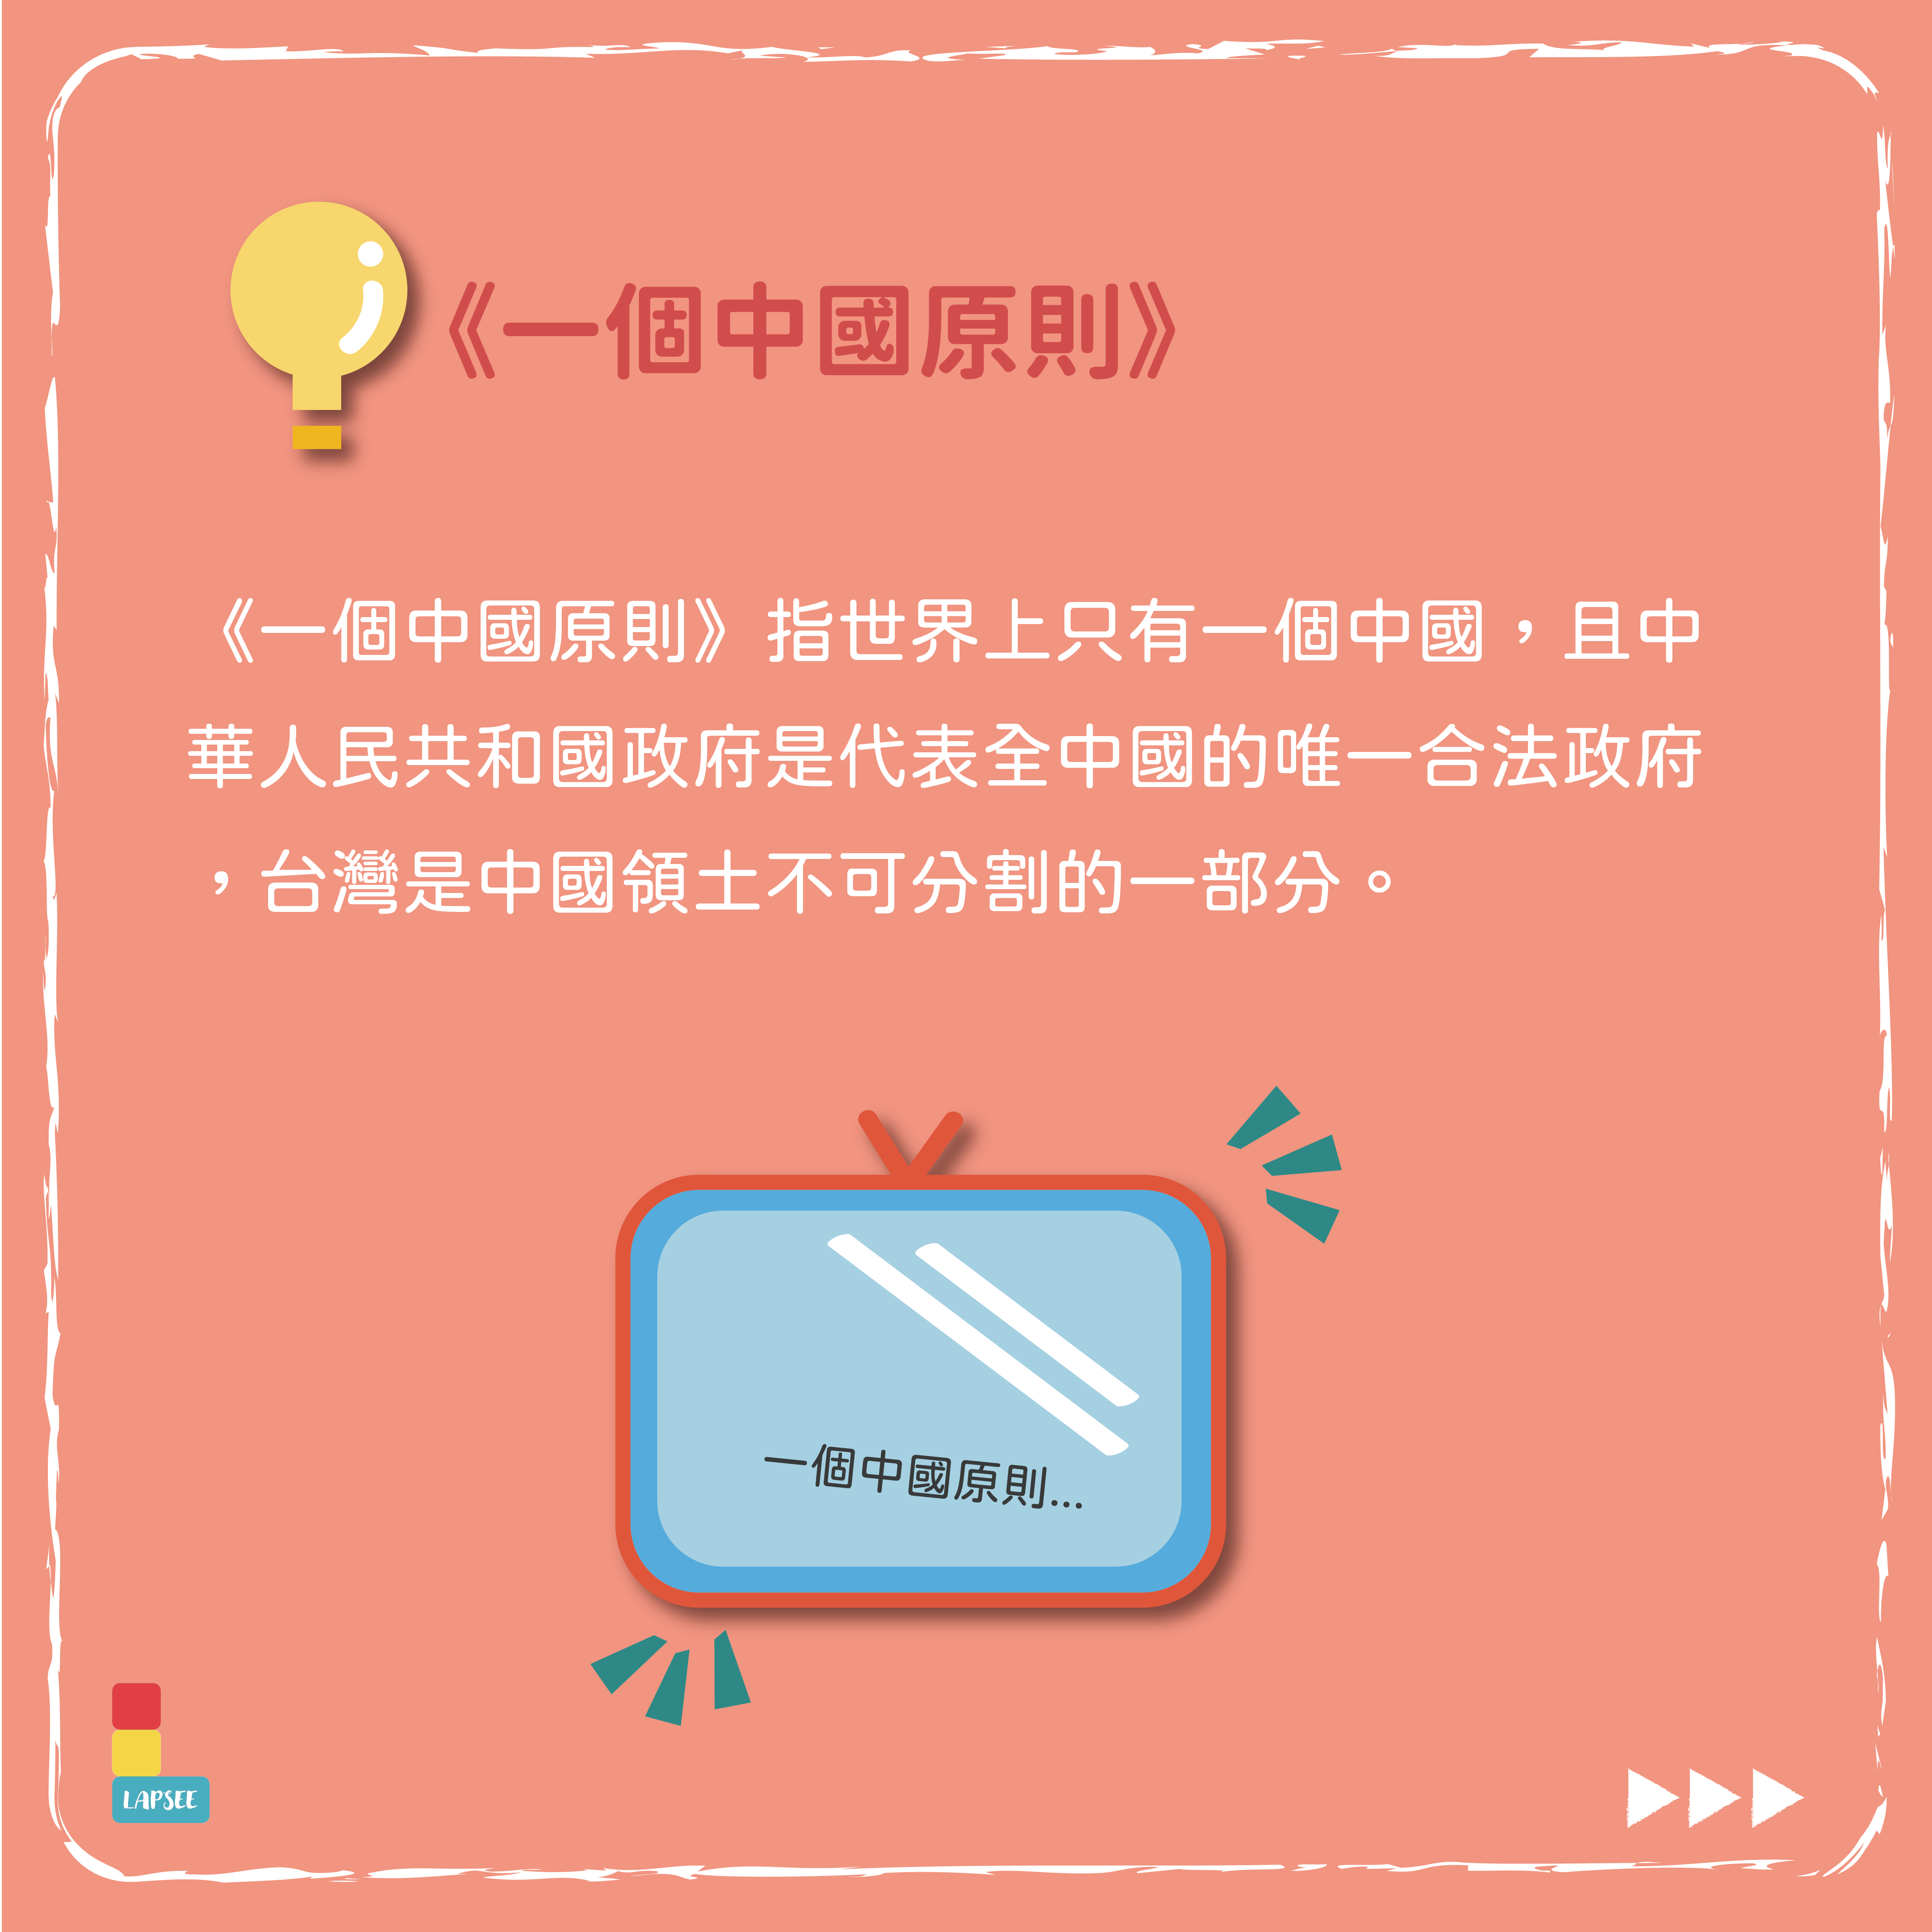 《一個中國原則》
《一個中國原則》指世界上只有一個中國，且中
華人民共和國政府是代表全中國的唯一合法政府
，台灣是中國領土不可分割的一部分。
一個中國原則...
LAPSEE